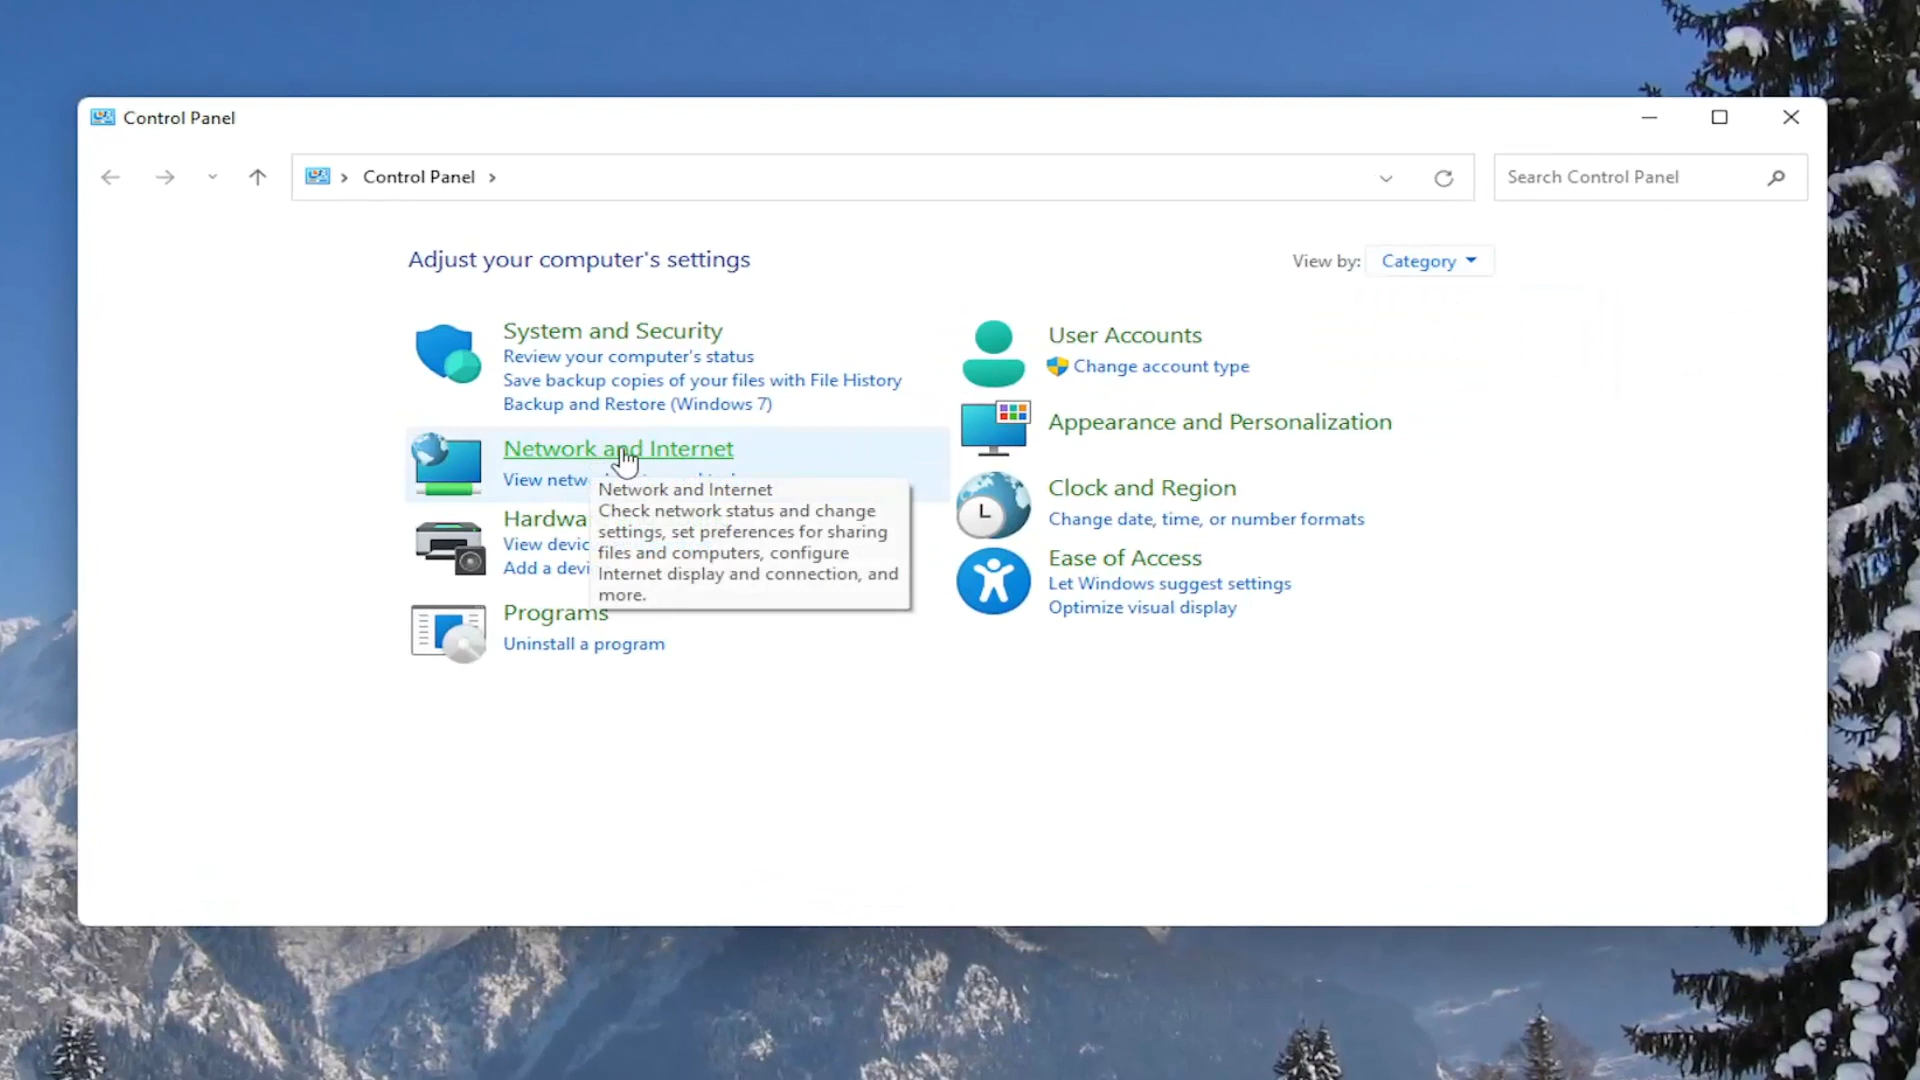 Control Panel
Control Panel
Search Control Panel
Adjust your computer's settings
View by: Category
System and Security
Review your computer's status
Save backup copies of your files with File History
Backup and Restore (Windows 7)
Network and Internet
View
Network and Internet
Check network status and change
settings, set preferences for sharing
files and computers, configure
Internet display and connection, and
more.
View
Add a
Programs
Uninstall a program
User Accounts
Change account type
Appearance and Personalization
Clock and Region
Change date, time, or number formats
Ease of Access
Let Windows suggest settings
Optimize visual display